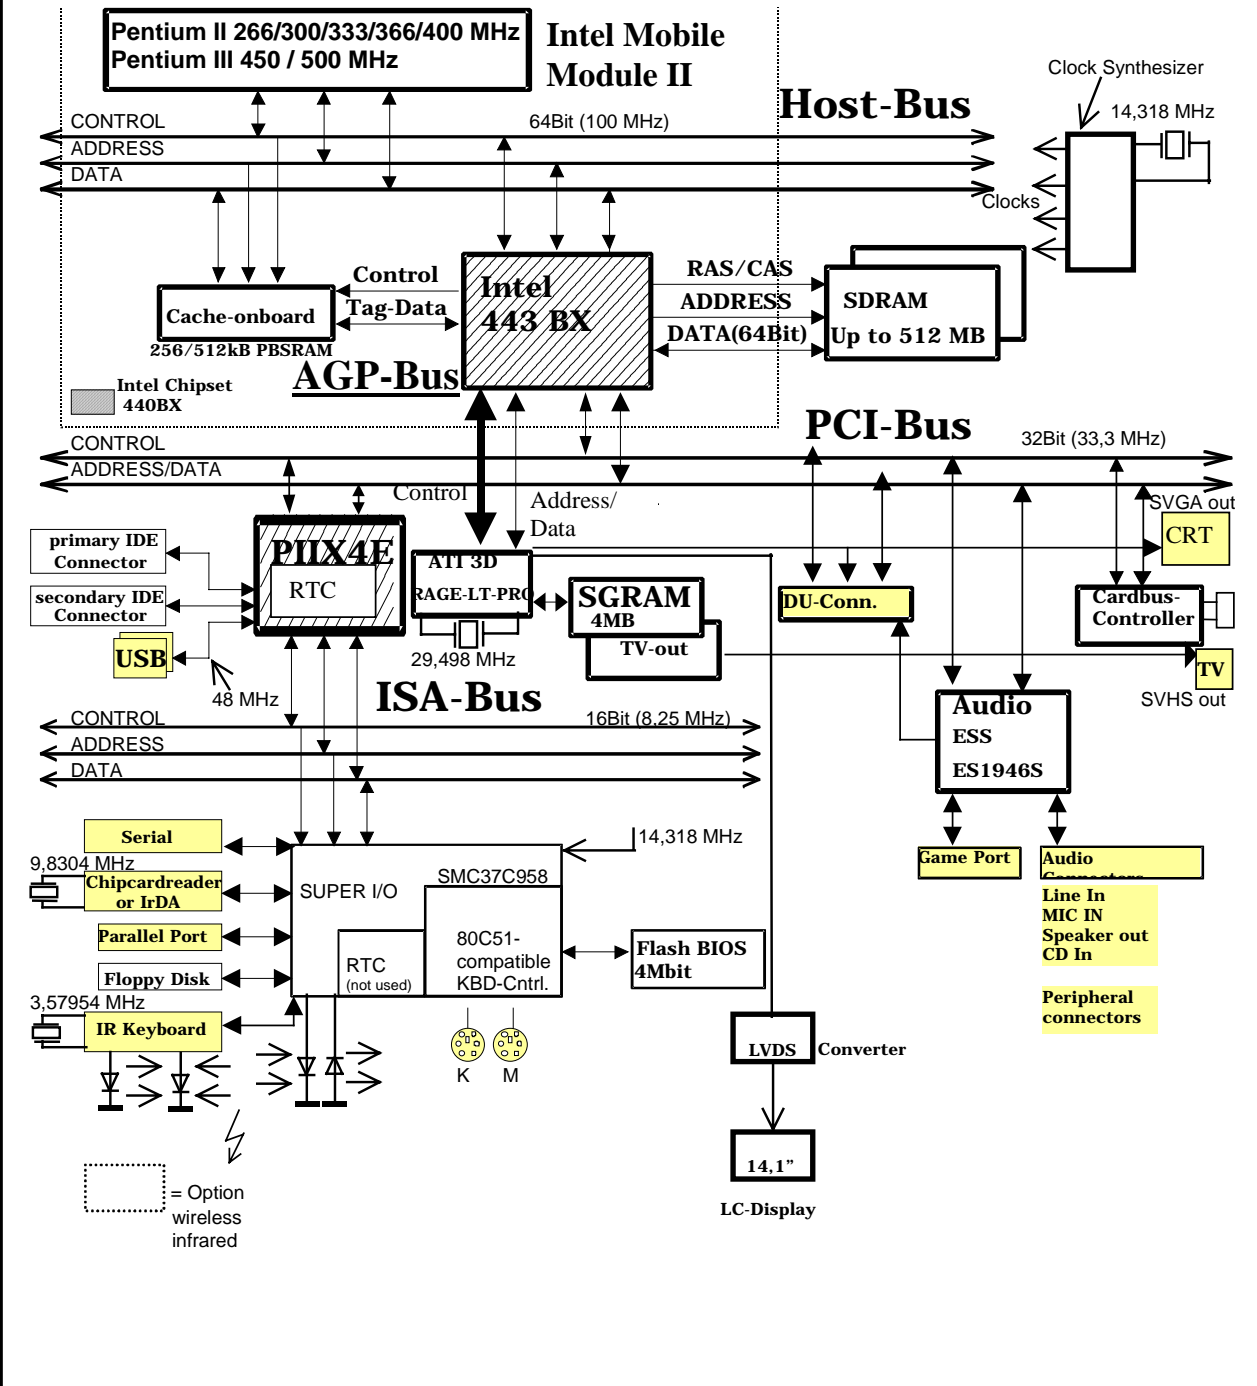 Pentium II 266/300/333/366/400 MHz
Pentium III 450 / 500 MHz
Intel Mobile
Module II
Clock Synthesizer
Host-Bus
14,318 MHz
CONTROL
64Bit (100 MHz)
ADDRESS
DATA
Clocks
Control
Tag-Data
Cache-onboard
256/512kB PBSRAM
Intel
443 BX
RAS/CAS
ADDRESS
DATA(64Bit)
SDRAM
Up to 512 MB
AGP-Bus
Intel Chipset
440BX
PCI-Bus
32Bit (33,3 MHz)
CONTROL
ADDRESS/DATA
Control
Address/
Data
SVGA out
CRT
primary IDE
Connector
secondary IDE
Connector
USB
48 MHz
PIIX4E
RTC
ATI 3D
RAGE-LT-PRO
29,498 MHz
SGRAM
4MB
TV-out
DU-Conn.
Cardbus-
Controller
TV
SVHS out
ISA-Bus
Audio
ESS
ES1946S
CONTROL
16Bit (8,25 MHz)
ADDRESS
DATA
Serial
9,8304 MHz
Chipcardreader
or IrDA
Parallel Port
Floppy Disk
3,57954 MHz
IR Keyboard
14,318 MHz
SUPER I/O
SMC37C958
RTC
(not used)
80C51-
compatible
KBD-Cntrl.
Flash BIOS
4Mbit
K
M
Game Port
Audio
Connectors
Line In
MIC IN
Speaker out
CD In
Peripheral
connectors
LVDS
Converter
14,1”
LC-Display
= Option
wireless
infrared